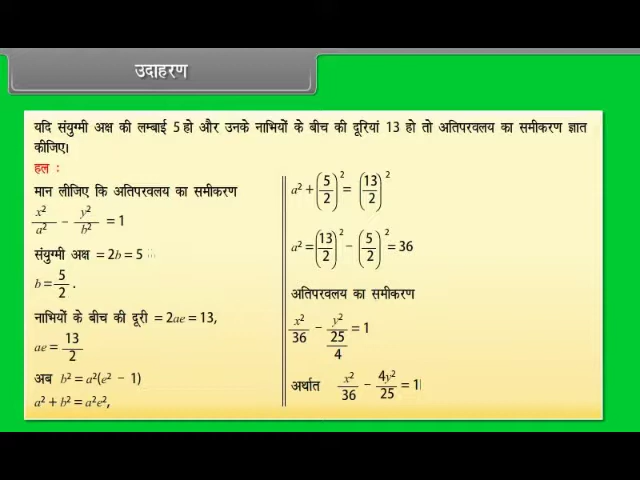 उदाहरण
यदि संयुग्मी अक्ष की लम्बाई 5 हो और उनके नाभियों के बीच की दूरियां 13 हो तो अतिपरवलय का समीकरण ज्ञात
कीजिए।
हल :
मान लीजिए कि अतिपरवलय का समीकरण
x²/a² − y²/b² = 1
संयुग्मी अक्ष = 2b = 5
b = 5/2 .
नाभियों के बीच की दूरी = 2ae = 13,
ae = 13/2
अब b² = a²(e² − 1)
a² + b² = a²e²,
a² + (5/2)² = (13/2)²
a² = (13/2)² − (5/2)² = 36
अतिपरवलय का समीकरण
x²/36 − y²/(25/4) = 1
अर्थात x²/36 − 4y²/25 = 1